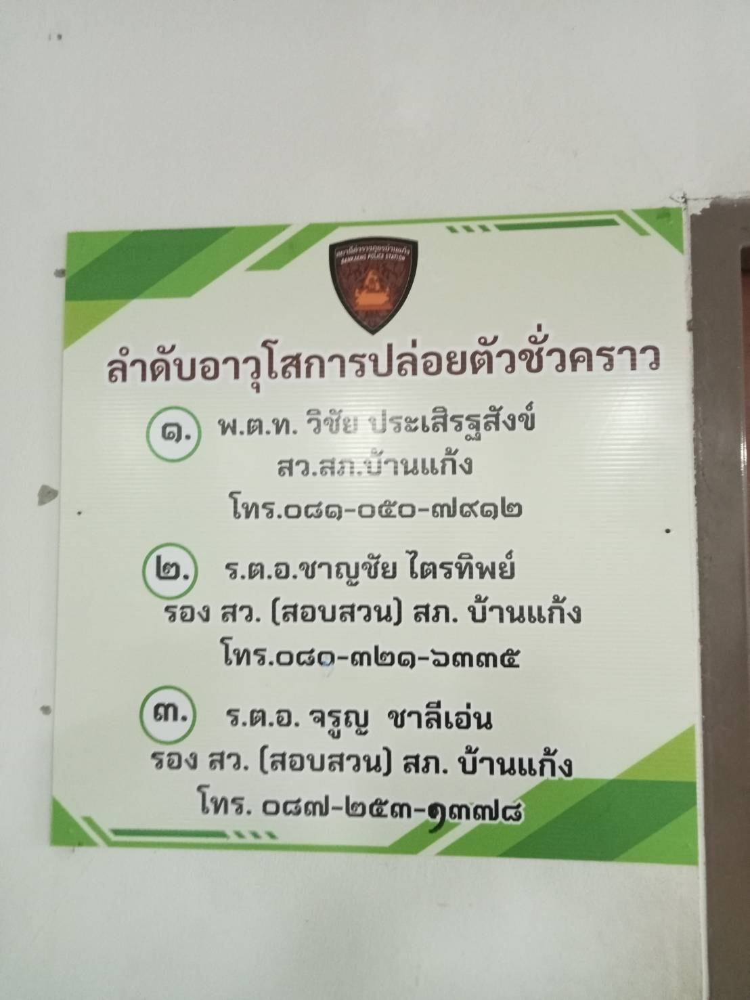 สถานีตำรวจภูธรบ้านแก้ง
BANKAENG POLICE STATION
ลำดับอาวุโสการปล่อยตัวชั่วคราว
๑. พ.ต.ท. วิชัย ประเสิรฐสังข์
สว.สภ.บ้านแก้ง
โทร.๐๘๑-๐๕๐-๗๙๑๒
๒. ร.ต.อ.ชาญชัย ไตรทิพย์
รอง สว. (สอบสวน) สภ. บ้านแก้ง
โทร.๐๘๐-๓๒๑-๖๓๓๕
๓. ร.ต.อ. จรูญ ชาลีเอ่น
รอง สว. (สอบสวน) สภ. บ้านแก้ง
โทร. ๐๘๗-๒๕๓-๑๓๗๘